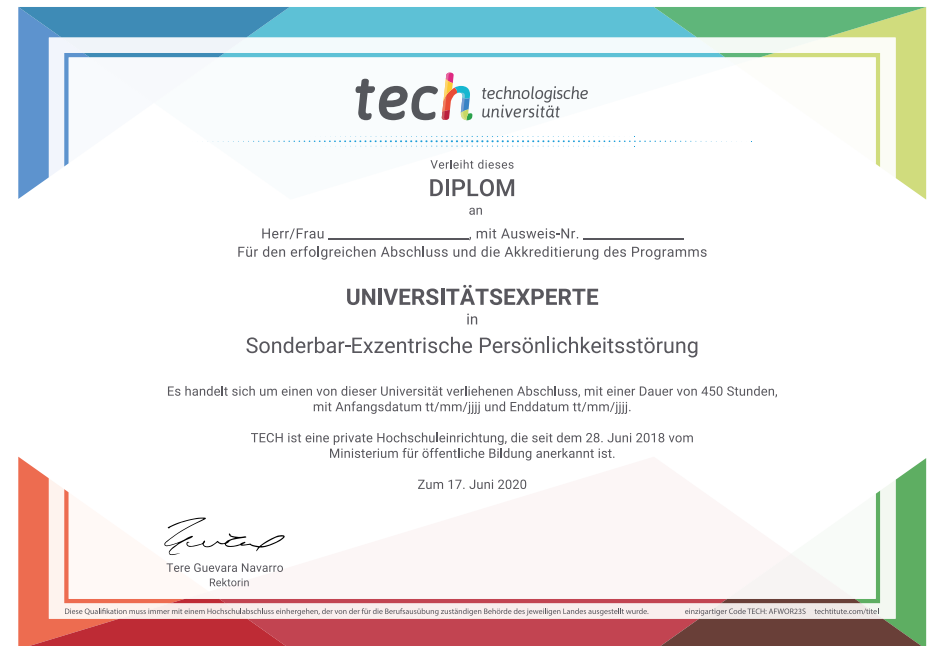 tech technologische
universität
Verleiht dieses
DIPLOM
an
Herr/Frau ______________, mit Ausweis-Nr. __________
Für den erfolgreichen Abschluss und die Akkreditierung des Programms
UNIVERSITÄTSEXPERTE
in
Sonderbar-Exzentrische Persönlichkeitsstörung
Es handelt sich um einen von dieser Universität verliehenen Abschluss, mit einer Dauer von 450 Stunden,
mit Anfangsdatum tt/mm/jjjj und Enddatum tt/mm/jjjj.
TECH ist eine private Hochschuleinrichtung, die seit dem 28. Juni 2018 vom
Ministerium für öffentliche Bildung anerkannt ist.
Zum 17. Juni 2020
Tere Guevara Navarro
Rektorin
Diese Qualifikation muss immer mit einem Hochschulabschluss einhergehen, der von der für die Berufsausübung zuständigen Behörde des jeweiligen Landes ausgestellt wurde. einzigartiger Code TECH: AFWOR23S techtitute.com/titel